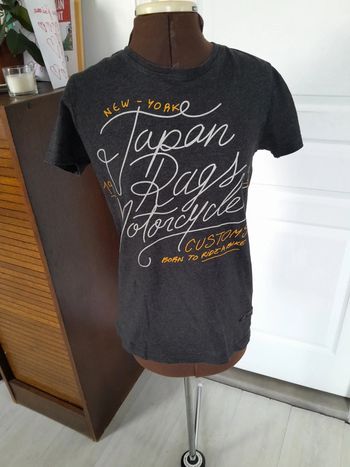 NEW-YORK
Japan
Rags
Motorcycle
CUSTOMS
BORN TO RIDE A BIKE